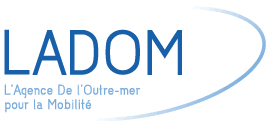 LADOM
L'Agence De l'Outre-mer
pour la Mobilité